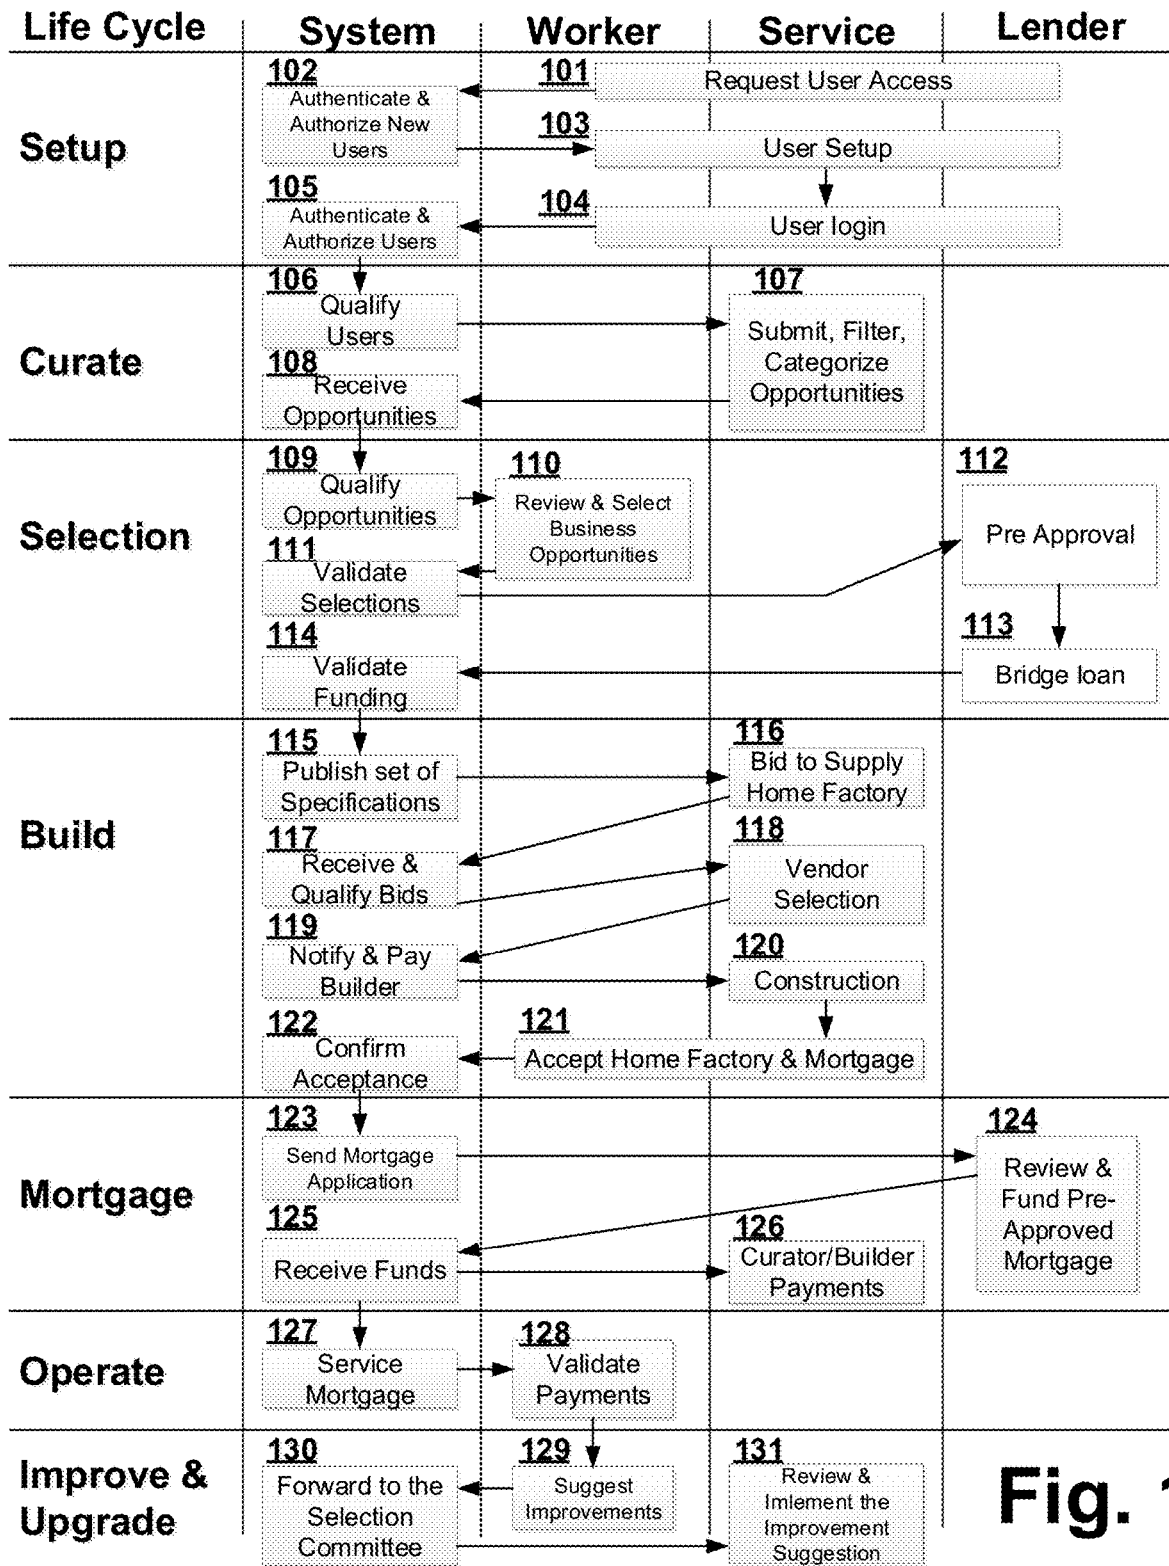 Life Cycle
System
Worker
Service
Lender
Setup
101
Request User Access
102
Authenticate &
Authorize New
Users
103
User Setup
104
User login
105
Authenticate &
Authorize Users
Curate
106
Qualify
Users
107
Submit, Filter,
Categorize
Opportunities
108
Receive
Opportunities
Selection
109
Qualify
Opportunities
110
Review & Select
Business
Opportunities
111
Validate
Selections
112
Pre Approval
113
Bridge loan
114
Validate
Funding
Build
115
Publish set of
Specifications
116
Bid to Supply
Home Factory
117
Receive &
Qualify Bids
118
Vendor
Selection
119
Notify & Pay
Builder
120
Construction
121
Accept Home Factory & Mortgage
122
Confirm
Acceptance
Mortgage
123
Send Mortgage
Application
124
Review &
Fund Pre-
Approved
Mortgage
125
Receive Funds
126
Curator/Builder
Payments
Operate
127
Service
Mortgage
128
Validate
Payments
Improve &
Upgrade
129
Suggest
Improvements
130
Forward to the
Selection
Committee
131
Review &
Imlement the
Improvement
Suggestion
Fig. 1